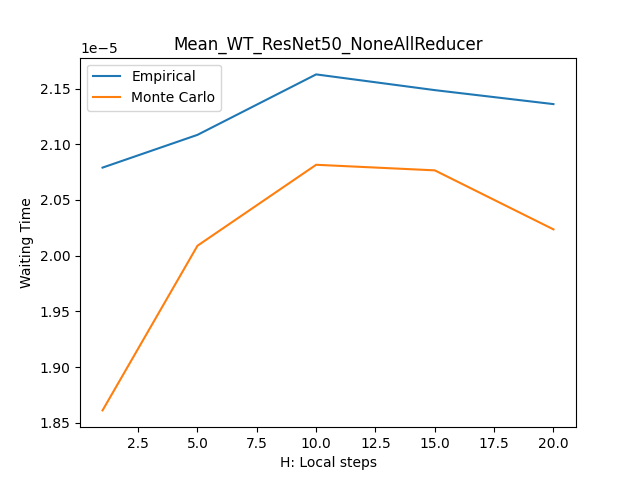 Mean_WT_ResNet50_NoneAllReducer
1e−5
Empirical
Monte Carlo
2.15
2.10
2.05
2.00
1.95
1.90
1.85
Waiting Time
2.5 5.0 7.5 10.0 12.5 15.0 17.5 20.0
H: Local steps